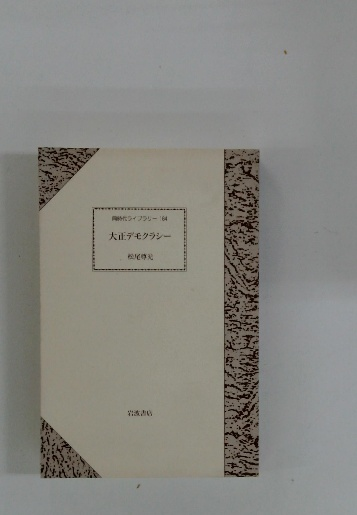 同時代ライブラリー 184
大正デモクラシー
松尾尊兊
岩波書店